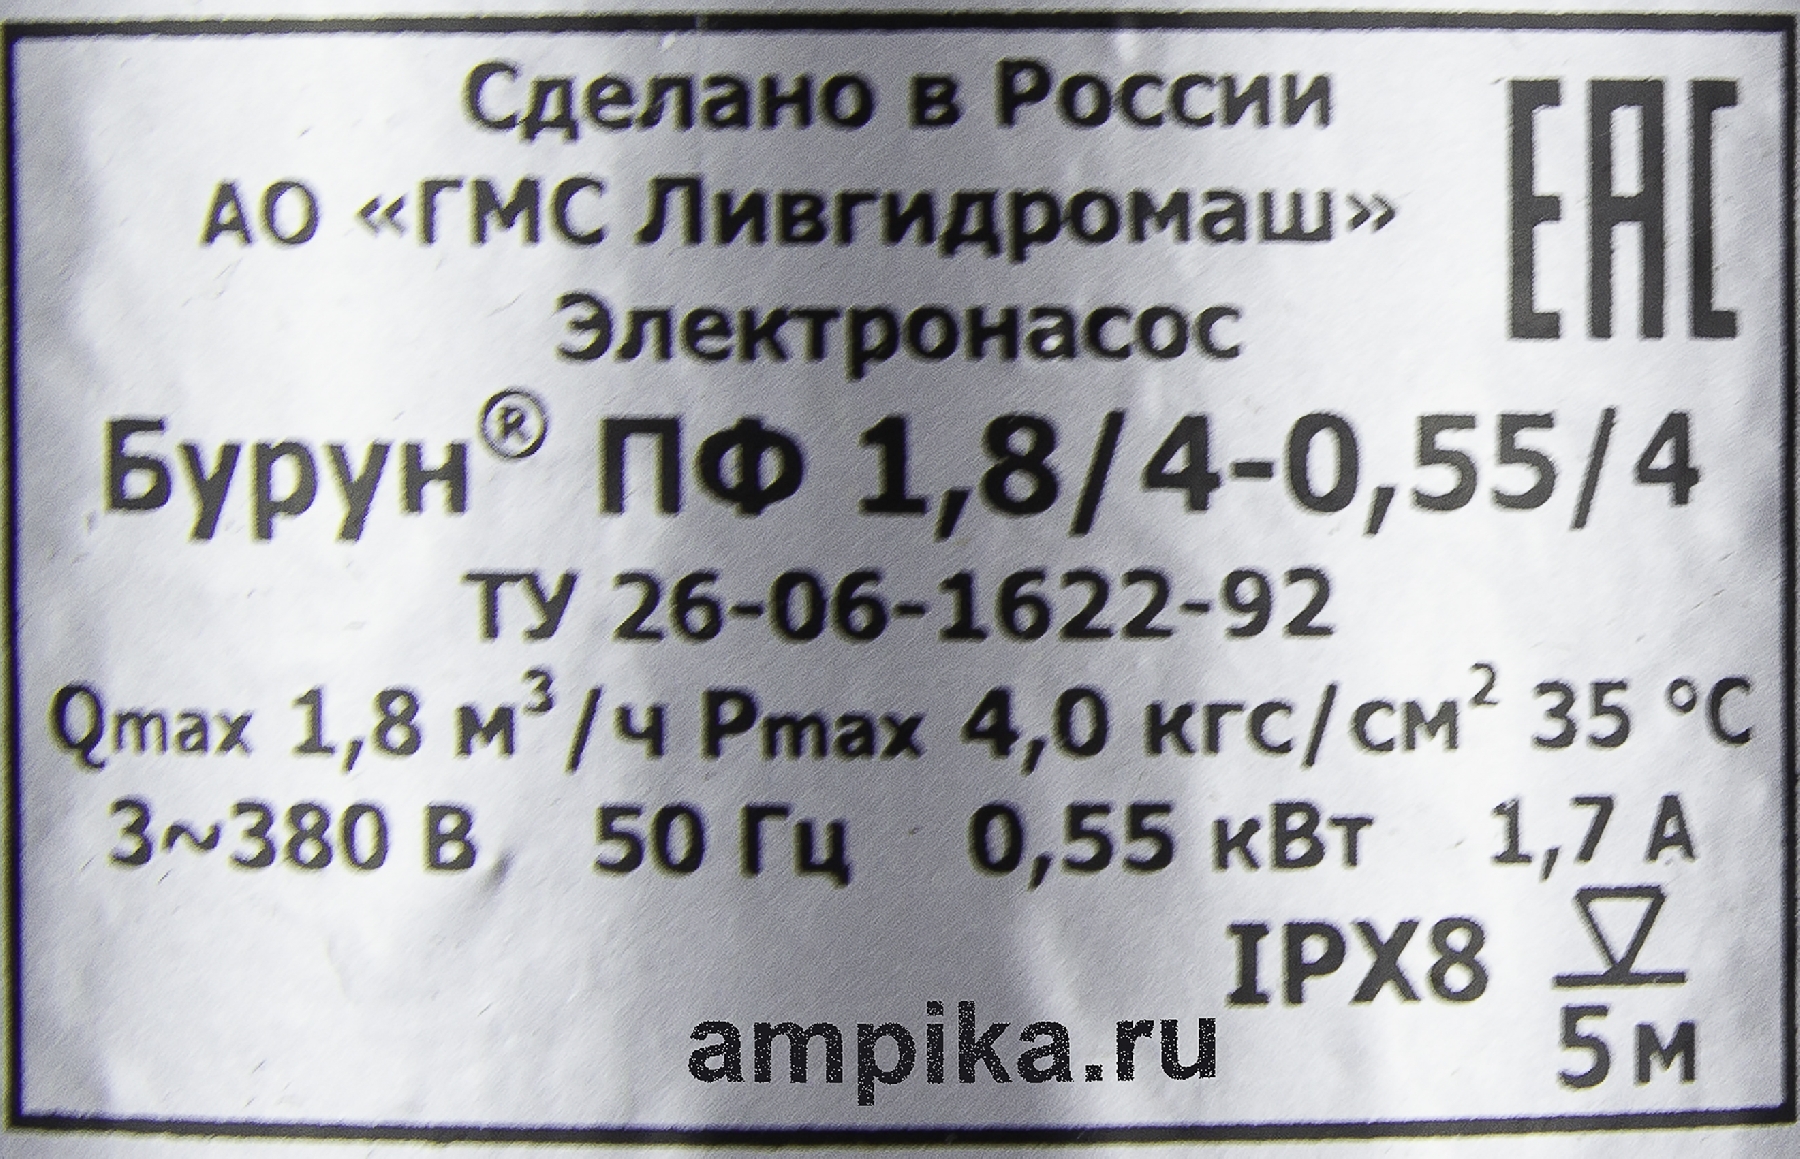 Сделано в России
EAC
АО «ГМС Ливгидромаш»
Электронасос
Бурун® ПФ 1,8/4-0,55/4
ТУ 26-06-1622-92
Qmax 1,8 м³/ч Pmax 4,0 кгс/см² 35 °С
3~380 В 50 Гц 0,55 кВт 1,7 А
IPX8
5 м
ampika.ru